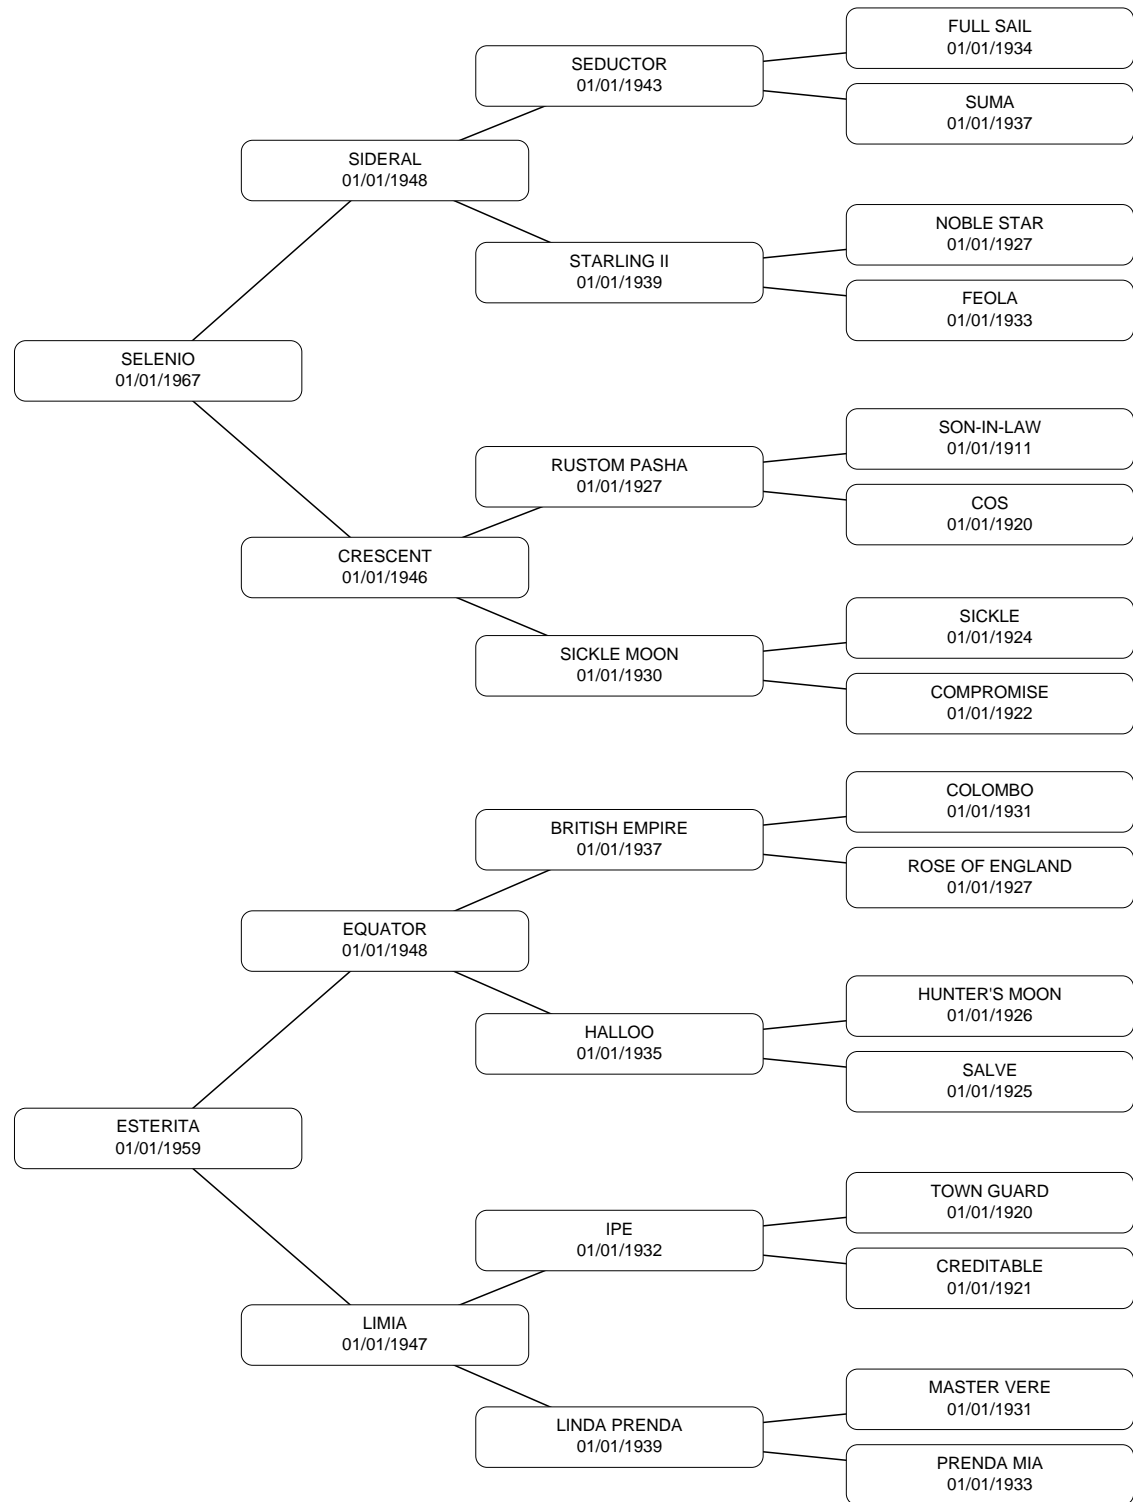 FULL SAIL
01/01/1934
SEDUCTOR
01/01/1943
SUMA
01/01/1937
SIDERAL
01/01/1948
NOBLE STAR
01/01/1927
STARLING II
01/01/1939
FEOLA
01/01/1933
SELENIO
01/01/1967
SON-IN-LAW
01/01/1911
RUSTOM PASHA
01/01/1927
COS
01/01/1920
CRESCENT
01/01/1946
SICKLE
01/01/1924
SICKLE MOON
01/01/1930
COMPROMISE
01/01/1922
COLOMBO
01/01/1931
BRITISH EMPIRE
01/01/1937
ROSE OF ENGLAND
01/01/1927
EQUATOR
01/01/1948
HUNTER'S MOON
01/01/1926
HALLOO
01/01/1935
SALVE
01/01/1925
ESTERITA
01/01/1959
TOWN GUARD
01/01/1920
IPE
01/01/1932
CREDITABLE
01/01/1921
LIMIA
01/01/1947
MASTER VERE
01/01/1931
LINDA PRENDA
01/01/1939
PRENDA MIA
01/01/1933